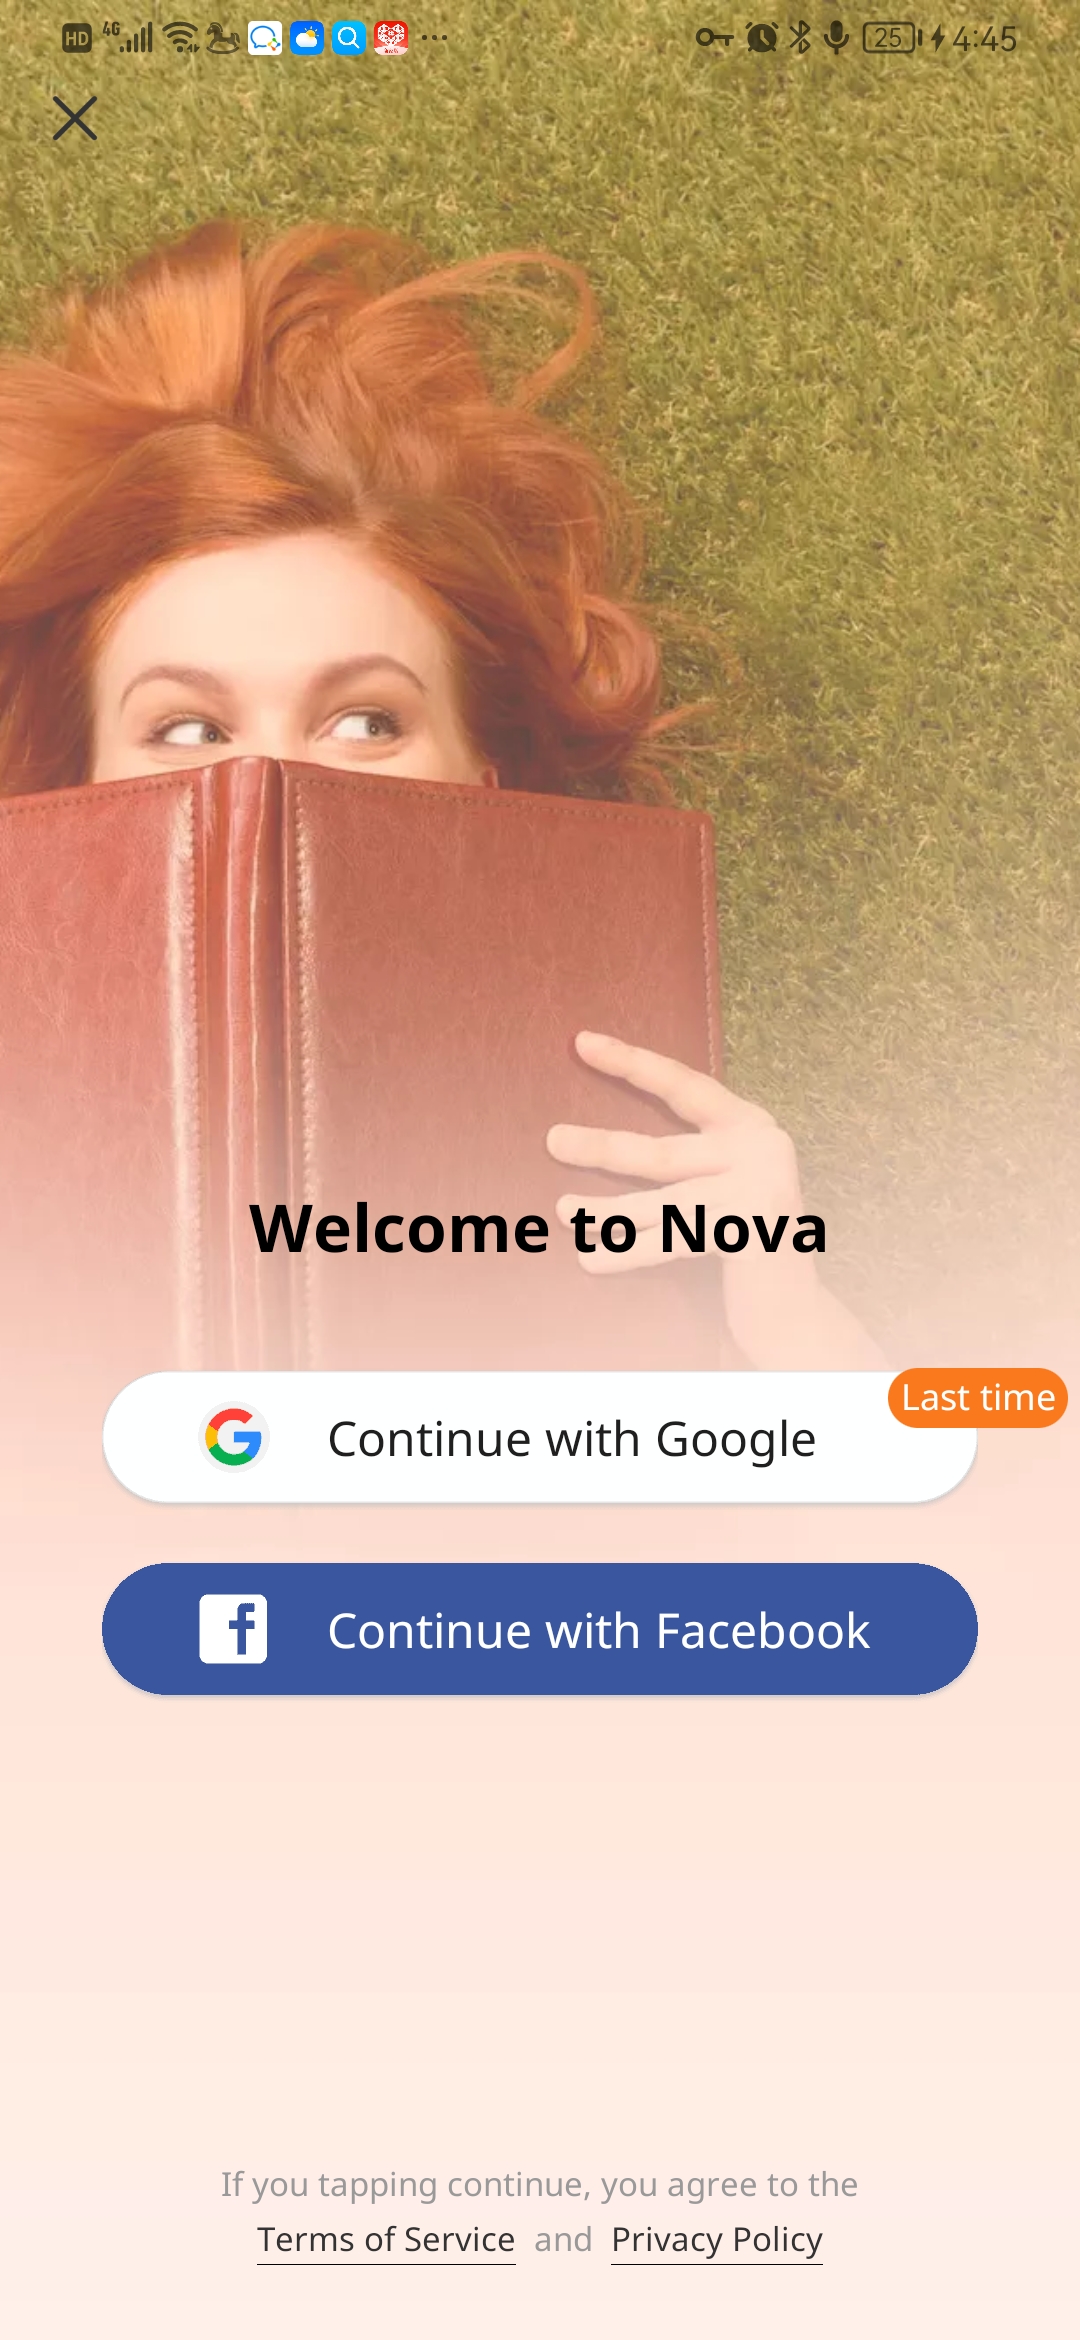 HD 4G 25 4:45
Welcome to Nova
Last time
Continue with Google
Continue with Facebook
If you tapping continue, you agree to the
Terms of Service and Privacy Policy